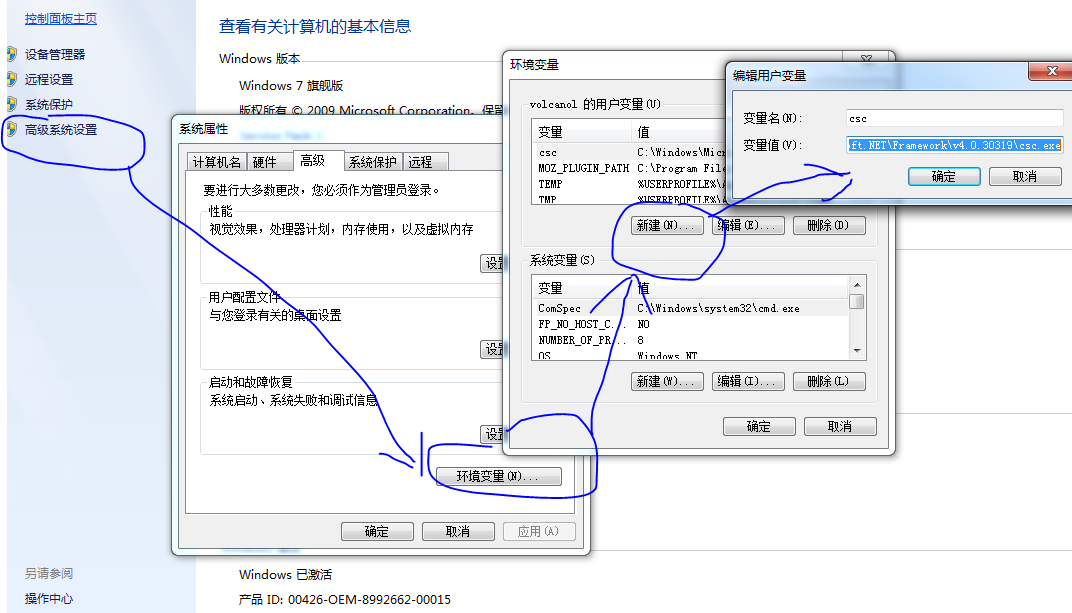 控制面板主页
设备管理器
远程设置
系统保护
高级系统设置
另请参阅
操作中心
查看有关计算机的基本信息
Windows 版本
Windows 7 旗舰版
版权所有 © 2009 Microsoft Corporation。保留
Windows 已激活
产品 ID: 00426-OEM-8992662-00015
系统属性
计算机名 硬件 高级 系统保护 远程
要进行大多数更改，您必须作为管理员登录。
性能
视觉效果，处理器计划，内存使用，以及虚拟内存
设置
用户配置文件
与您登录有关的桌面设置
设置
启动和故障恢复
系统启动、系统失败和调试信息
设置
环境变量(N)...
确定 取消 应用(A)
环境变量
volcanol 的用户变量(U)
变量 值
csc C:\Windows\Mic
MOZ_PLUGIN_PATH C:\Program File
TEMP %USERPROFILE%\A
TMP %USERPROFILE%\A
新建(N)... 编辑(E)... 删除(D)
系统变量(S)
变量 值
ComSpec C:\Windows\system32\cmd.exe
FP_NO_HOST_C... NO
NUMBER_OF_PR... 8
OS Windows_NT
新建(W)... 编辑(I)... 删除(L)
确定 取消
编辑用户变量
变量名(N): csc
变量值(V): ft.NET\Framework\v4.0.30319\csc.exe
确定 取消